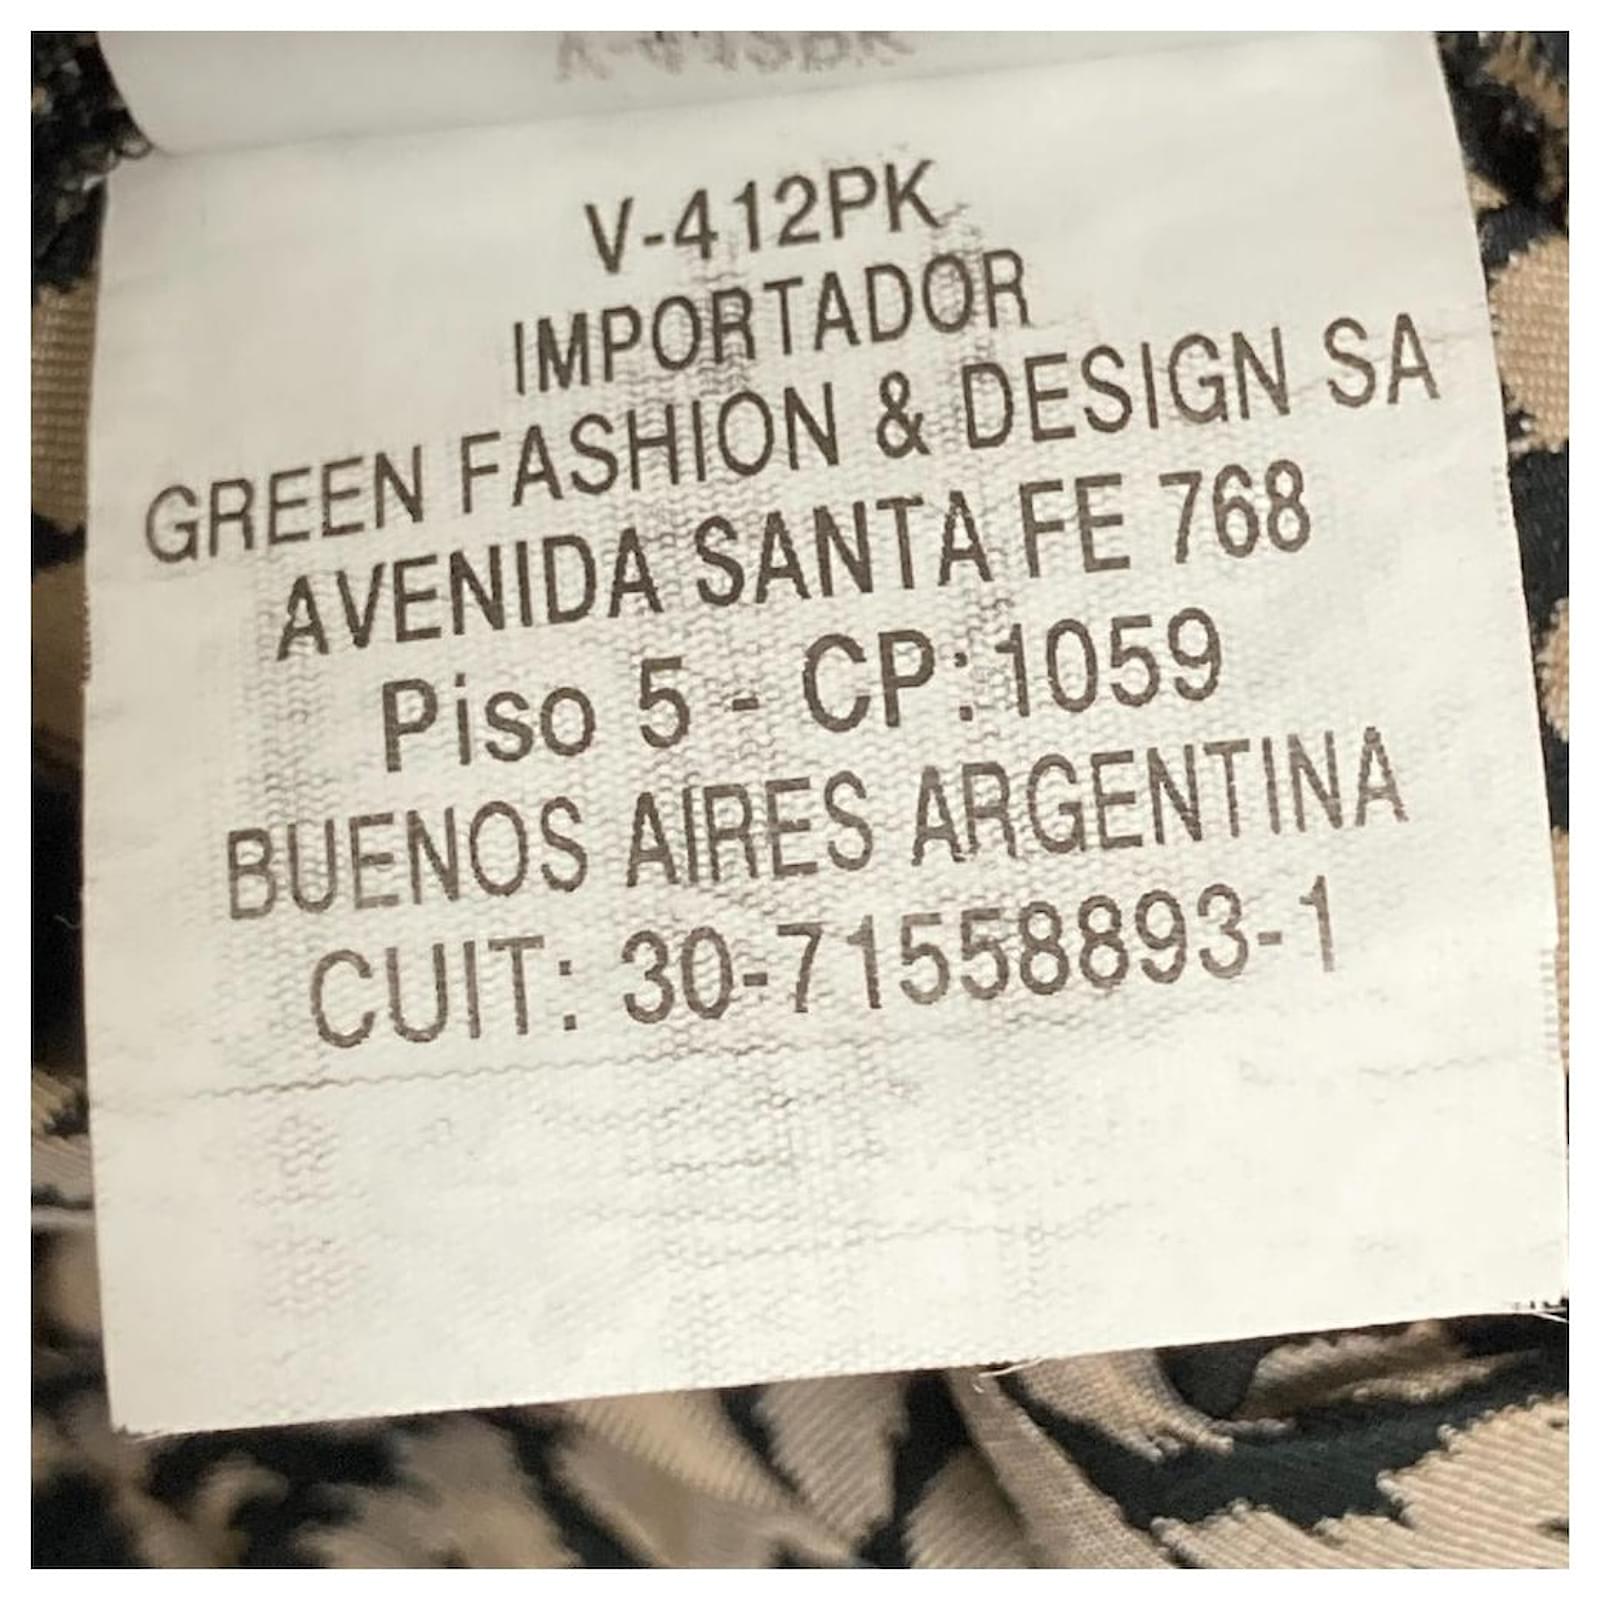 V-412PK
IMPORTADOR
GREEN FASHION & DESIGN SA
AVENIDA SANTA FE 768
Piso 5 - CP:1059
BUENOS AIRES ARGENTINA
CUIT: 30-71558893-1